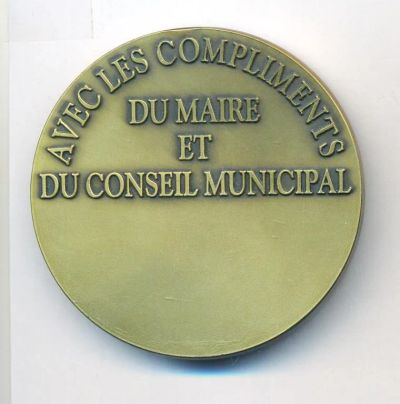 AVEC LES COMPLIMENTS
DU MAIRE
ET
DU CONSEIL MUNICIPAL